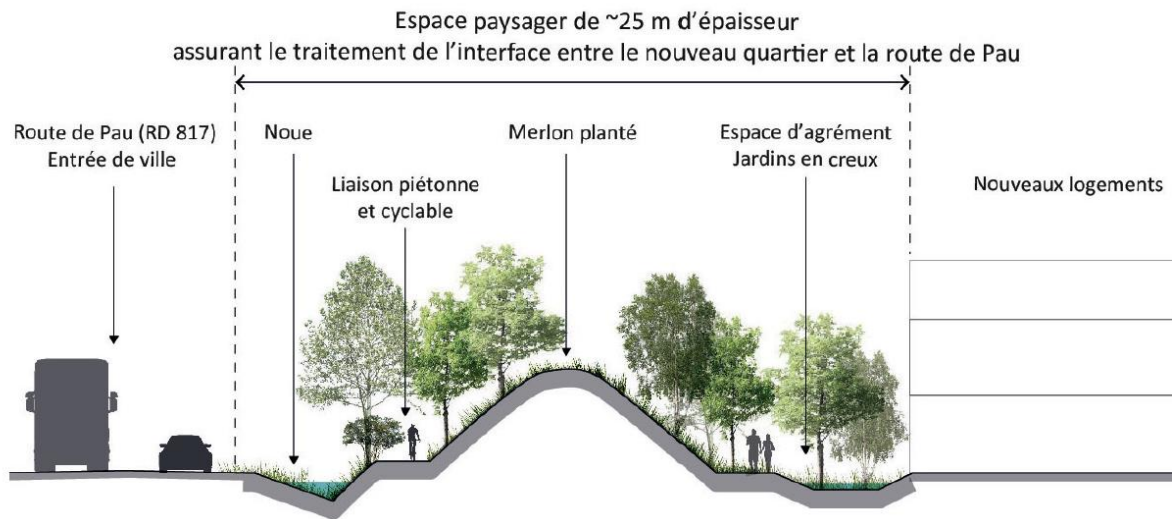 Espace paysager de ~25 m d'épaisseur
assurant le traitement de l'interface entre le nouveau quartier et la route de Pau
Route de Pau (RD 817)
Entrée de ville
Noue
Liaison piétonne
et cyclable
Merlon planté
Espace d'agrément
Jardins en creux
Nouveaux logements